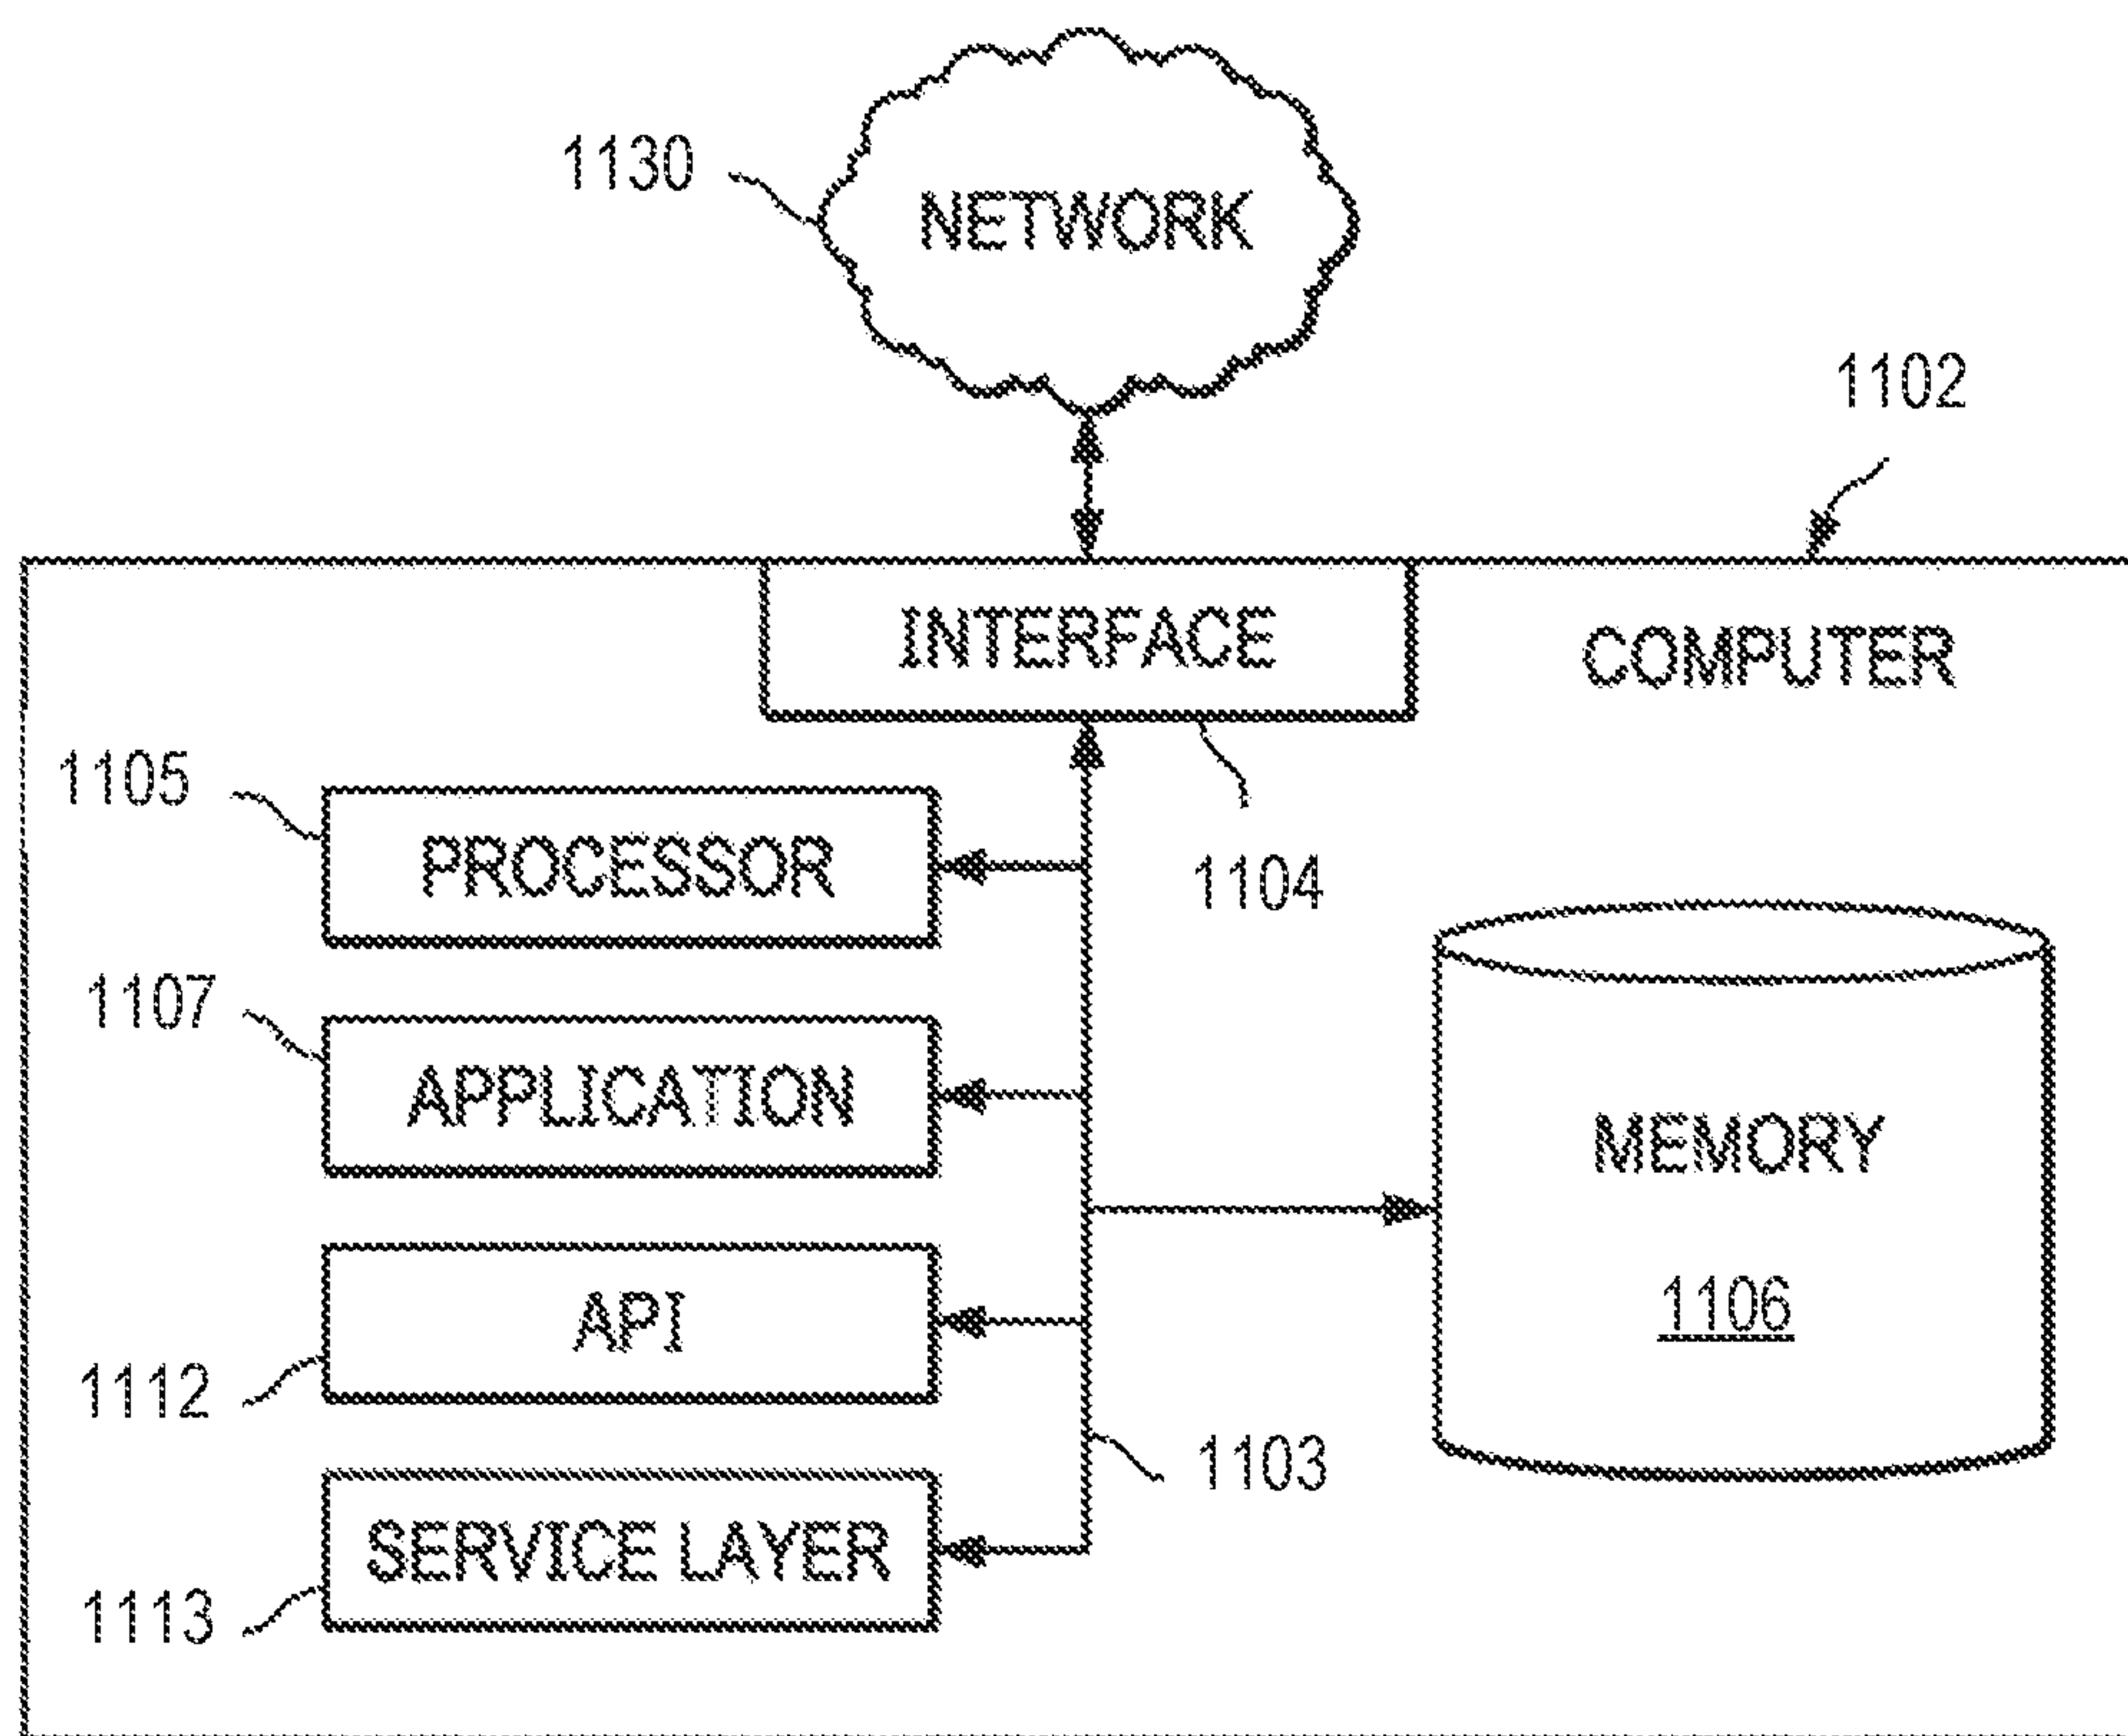 1130
NETWORK
1102
INTERFACE
COMPUTER
1105
PROCESSOR
1104
1107
APPLICATION
MEMORY
1106
API
1112
1103
SERVICE LAYER
1113